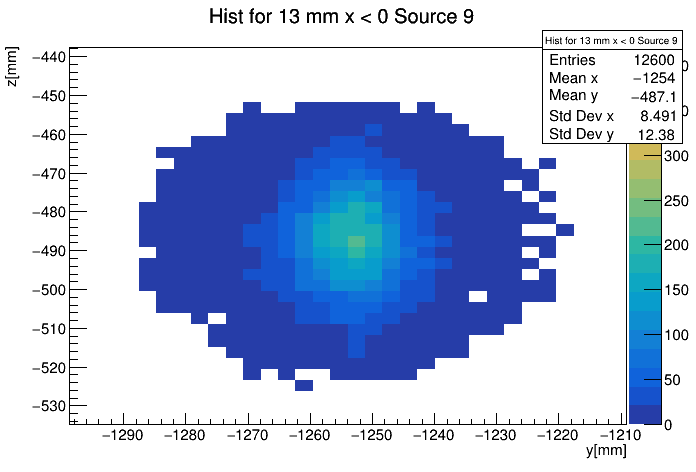 Hist for 13 mm x < 0 Source 9
Hist for 13 mm x < 0 Source 9
Entries 12600
Mean x −1254
Mean y −487.1
Std Dev x 8.491
Std Dev y 12.38
z[mm]
−440
−450
−460
−470
−480
−490
−500
−510
−520
−530
−1290 −1280 −1270 −1260 −1250 −1240 −1230 −1220 −1210
y[mm]
300
250
200
150
100
50
0